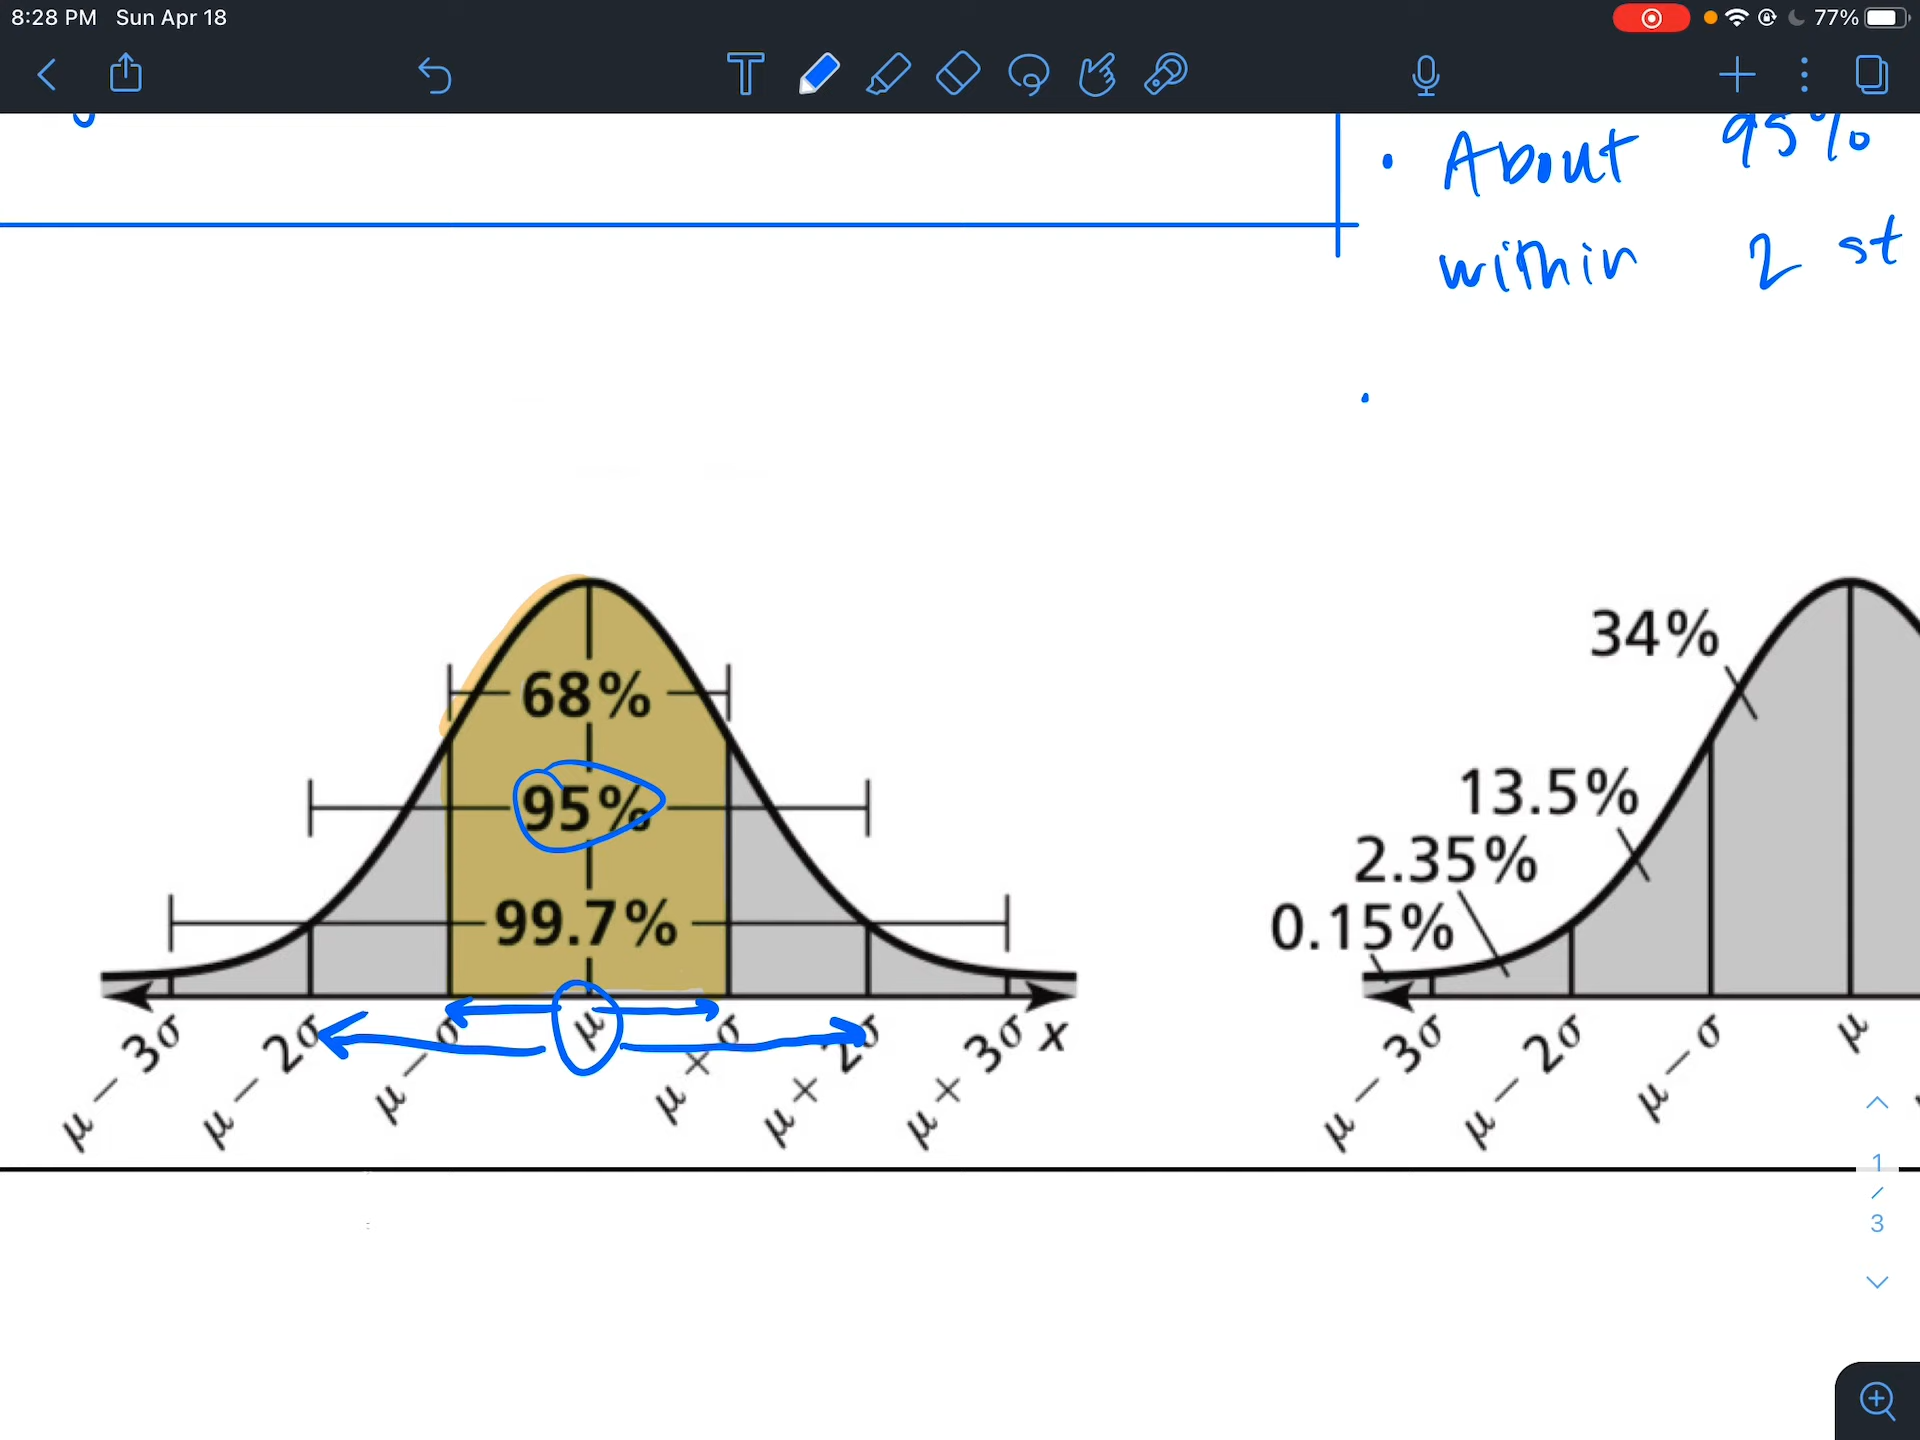 8:28 PM Sun Apr 18
77%
T
• About 95%
within 2 st
•
68%
95%
99.7%
μ − 3σ μ − 2σ μ − σ μ μ + σ μ + 2σ μ + 3σ x
34%
13.5%
2.35%
0.15%
μ − 3σ μ − 2σ μ − σ μ
1
/
3